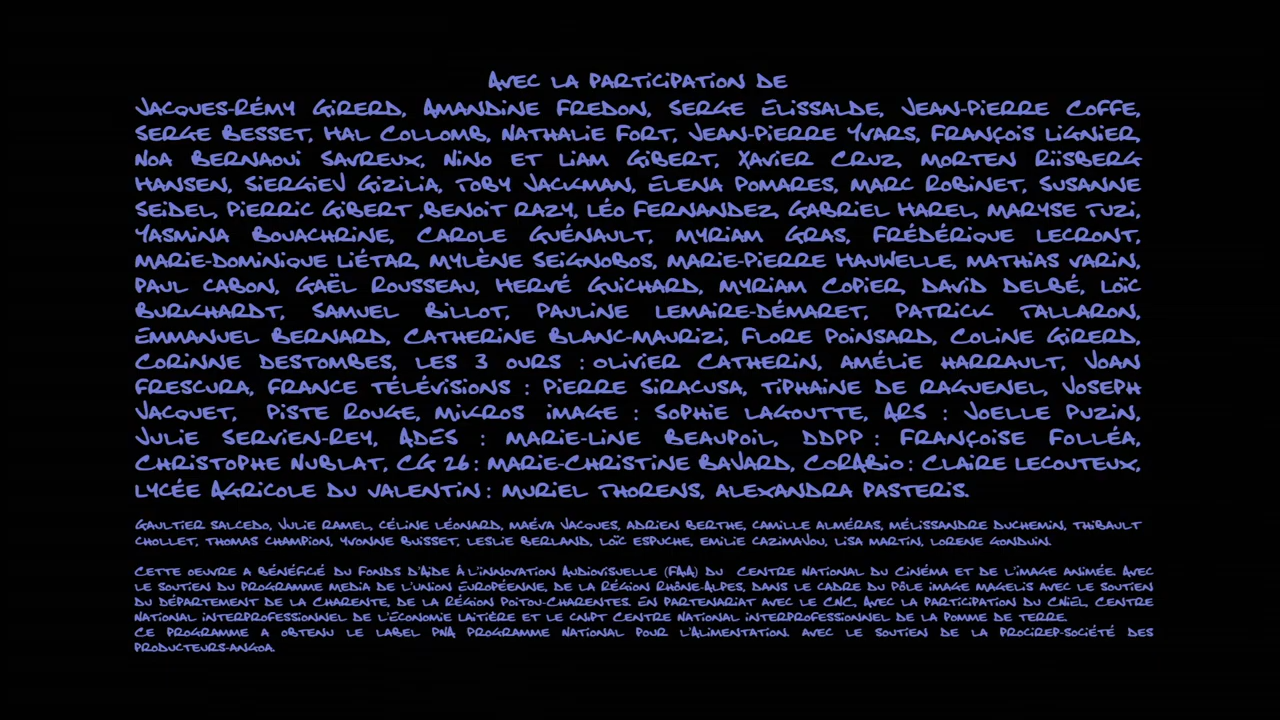 AVEC LA PARTICIPATION DE
JACQUES-RÉMY GIRERD, AMANDINE FREDON, SERGE ÉLISSALDE, JEAN-PIERRE COFFE,
SERGE BESSET, HAL COLLOMB, NATHALIE FORT, JEAN-PIERRE YVARS, FRANÇOIS LIGNIER,
NOA BERNAOUI SAVREUX, NINO ET LIAM GIBERT, XAVIER CRUZ, MORTEN RIISBERG
HANSEN, SIERGIEV GIZILIA, TOBY JACKMAN, ÉLENA POMARES, MARC ROBINET, SUSANNE
SEIDEL, PIERRIC GIBERT ,BENOIT RAZY, LÉO FERNANDEZ, GABRIEL HAREL, MARYSE TUZI,
YASMINA BOUACHRINE, CAROLE GUÉNAULT, MYRIAM GRAS, FRÉDÉRIQUE LECRONT,
MARIE-DOMINIQUE LIÉTAR, MYLÈNE SEIGNOBOS, MARIE-PIERRE HAUWELLE, MATHIAS VARIN,
PAUL CABON, GAËL ROUSSEAU, HERVÉ GUICHARD, MYRIAM COPIER, DAVID DELBÉ, LOÏC
BURKHARDT, SAMUEL BILLOT, PAULINE LEMAIRE-DÉMARET, PATRICK TALLARON,
EMMANUEL BERNARD, CATHERINE BLANC-MAURIZI, FLORE POINSARD, COLINE GIRERD,
CORINNE DESTOMBES, LES 3 OURS : OLIVIER CATHERIN, AMÉLIE HARRAULT, JOAN
FRESCURA, FRANCE TÉLÉVISIONS : PIERRE SIRACUSA, TIPHAINE DE RAGUENEL, JOSEPH
JACQUET, PISTE ROUGE, MIKROS IMAGE : SOPHIE LAGOUTTE, ARS : JOELLE PUZIN,
JULIE SERVIEN-REY, ADÉS : MARIE-LINE BEAUPOIL, DDPP : FRANÇOISE FOLLÉA,
CHRISTOPHE NUBLAT, CG 26 : MARIE-CHRISTINE BAVARD, CORABIO : CLAIRE LECOUTEUX,
LYCÉE AGRICOLE DU VALENTIN : MURIEL THORENS, ALEXANDRA PASTERIS.
GAULTIER SALCEDO, JULIE RAMEL, CÉLINE LÉONARD, MAÉVA JACQUES, ADRIEN BERTHE, CAMILLE ALMÉRAS, MÉLISSANDRE DUCHEMIN, THIBAULT
CHOLLET, THOMAS CHAMPION, YVONNE BUISSET, LESLIE BERLAND, LOÏC ESPUCHE, EMILIE CAZIMAJOU, LISA MARTIN, LORENE GONDUIN.
CETTE OEUVRE A BÉNÉFICIÉ DU FONDS D'AIDE À L'INNOVATION AUDIOVISUELLE (FAIA) DU CENTRE NATIONAL DU CINÉMA ET DE L'IMAGE ANIMÉE. AVEC
LE SOUTIEN DU PROGRAMME MEDIA DE L'UNION EUROPÉENNE, DE LA RÉGION RHÔNE-ALPES, DANS LE CADRE DU PÔLE IMAGE MAGELIS AVEC LE SOUTIEN
DU DÉPARTEMENT DE LA CHARENTE, DE LA RÉGION POITOU-CHARENTES. EN PARTENARIAT AVEC LE CNC, AVEC LA PARTICIPATION DU CNIEL, CENTRE
NATIONAL INTERPROFESSIONNEL DE L'ÉCONOMIE LAITIÈRE ET LE CNIPT CENTRE NATIONAL INTERPROFESSIONNEL DE LA POMME DE TERRE.
CE PROGRAMME A OBTENU LE LABEL PNA PROGRAMME NATIONAL POUR L'ALIMENTATION. AVEC LE SOUTIEN DE LA PROCIREP-SOCIÉTÉ DES
PRODUCTEURS-ANGOA.